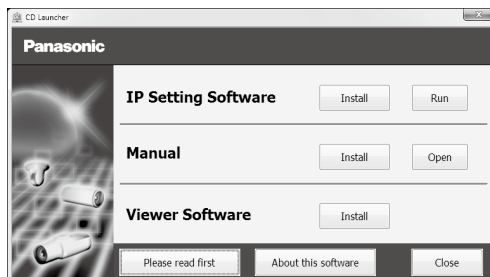 CD Launcher
Panasonic
IP Setting Software Install Run
Manual Install Open
Viewer Software Install
Please read first About this software Close